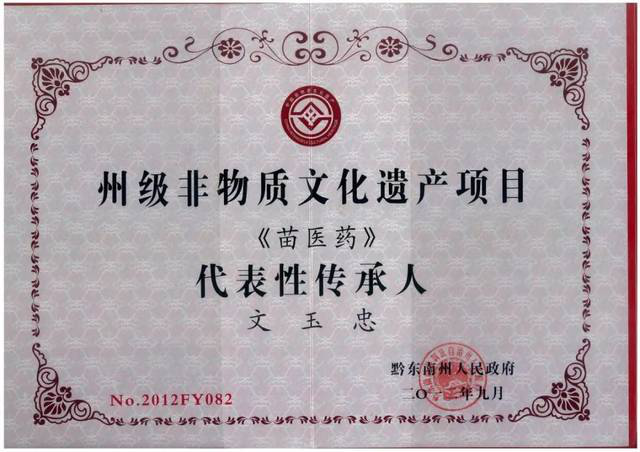 州级非物质文化遗产项目
《苗医药》
代表性传承人
文玉忠
黔东南州人民政府
二〇一二年九月
No.2012FY082